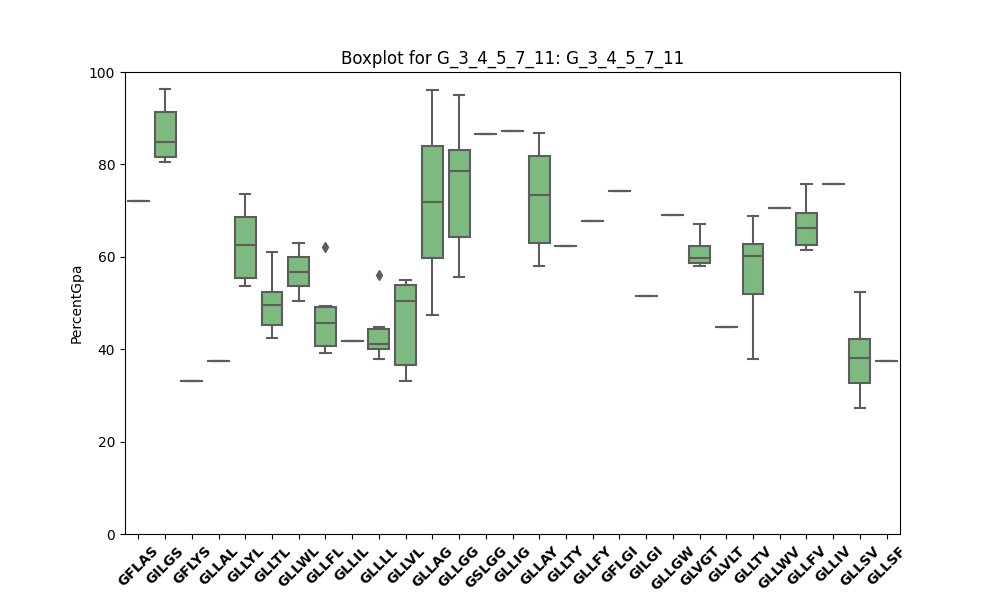 Boxplot for G_3_4_5_7_11: G_3_4_5_7_11
PercentGpa
100
80
60
40
20
0
GFLAS
GILGS
GFLYS
GLLAL
GLLYL
GLLTL
GLLWL
GLLFL
GLLIL
GLLLL
GLLVL
GLLAG
GLLGG
GSLGG
GLLIG
GLLAY
GLLTY
GLLFY
GFLGI
GILGI
GLLGW
GLVGT
GLVLT
GLLTV
GLLWV
GLLFV
GLLIV
GLLSV
GLLSF